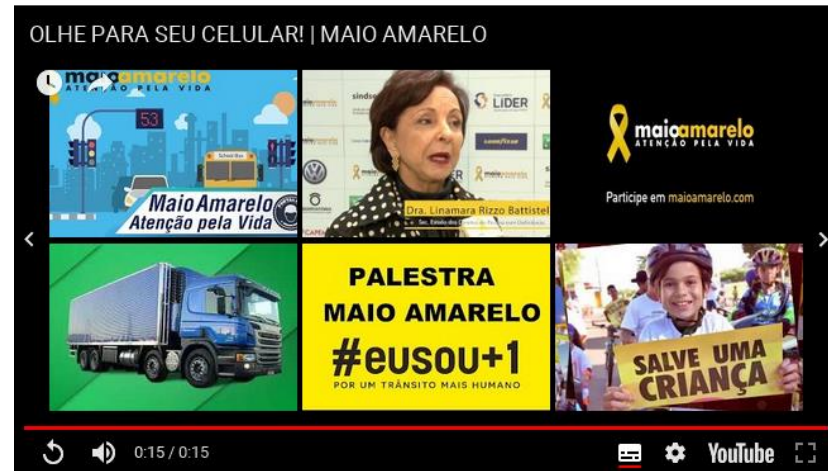 OLHE PARA SEU CELULAR! | MAIO AMARELO
maioamarelo
ATENÇÃO PELA VIDA
53
School Bus
Maio Amarelo
Atenção pela Vida
LÍDER
Dra. Linamara Rizzo Battistel
maioamarelo
ATENÇÃO PELA VIDA
Participe em maioamarelo.com
PALESTRA
MAIO AMARELO
#eusou+1
POR UM TRÂNSITO MAIS HUMANO
SALVE UMA
CRIANÇA
0:15 / 0:15
YouTube